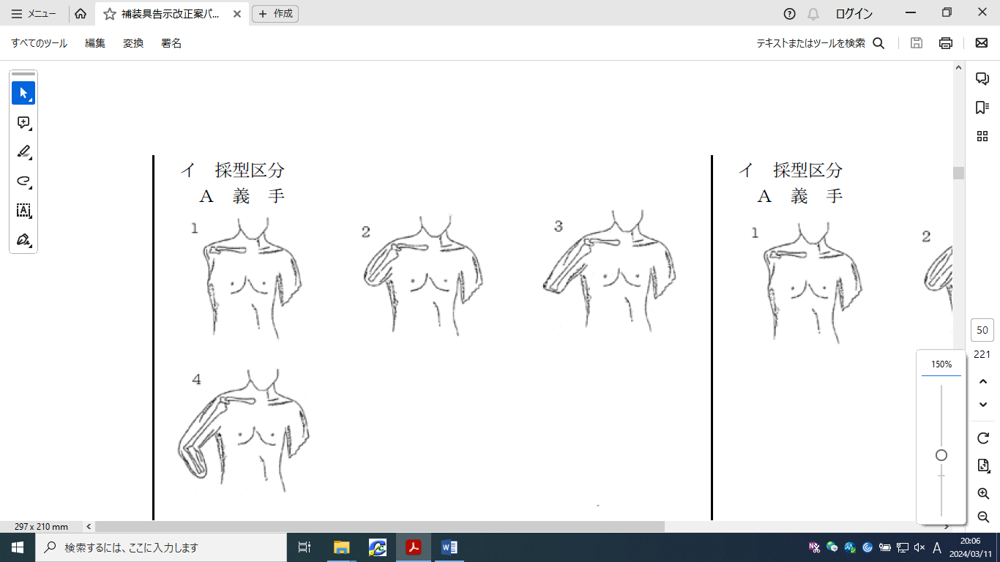 メニュー
補装具告示改正案パ...
作成
ログイン
すべてのツール
編集
変換
署名
テキストまたはツールを検索
イ　採型区分
A　義　手
1
2
3
4
イ　採型区分
A　義　手
1
2
50
221
150%
297 x 210 mm
検索するには、ここに入力します
A
20:06
2024/03/11